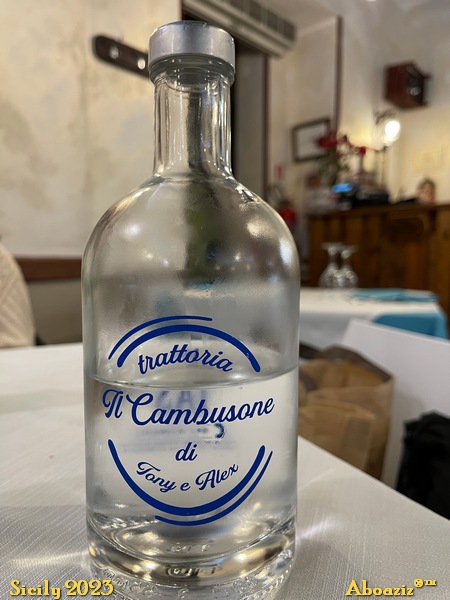 trattoria
Il Cambusone
di
Tony e Alex
Sicily 2023
Aboaziz©™